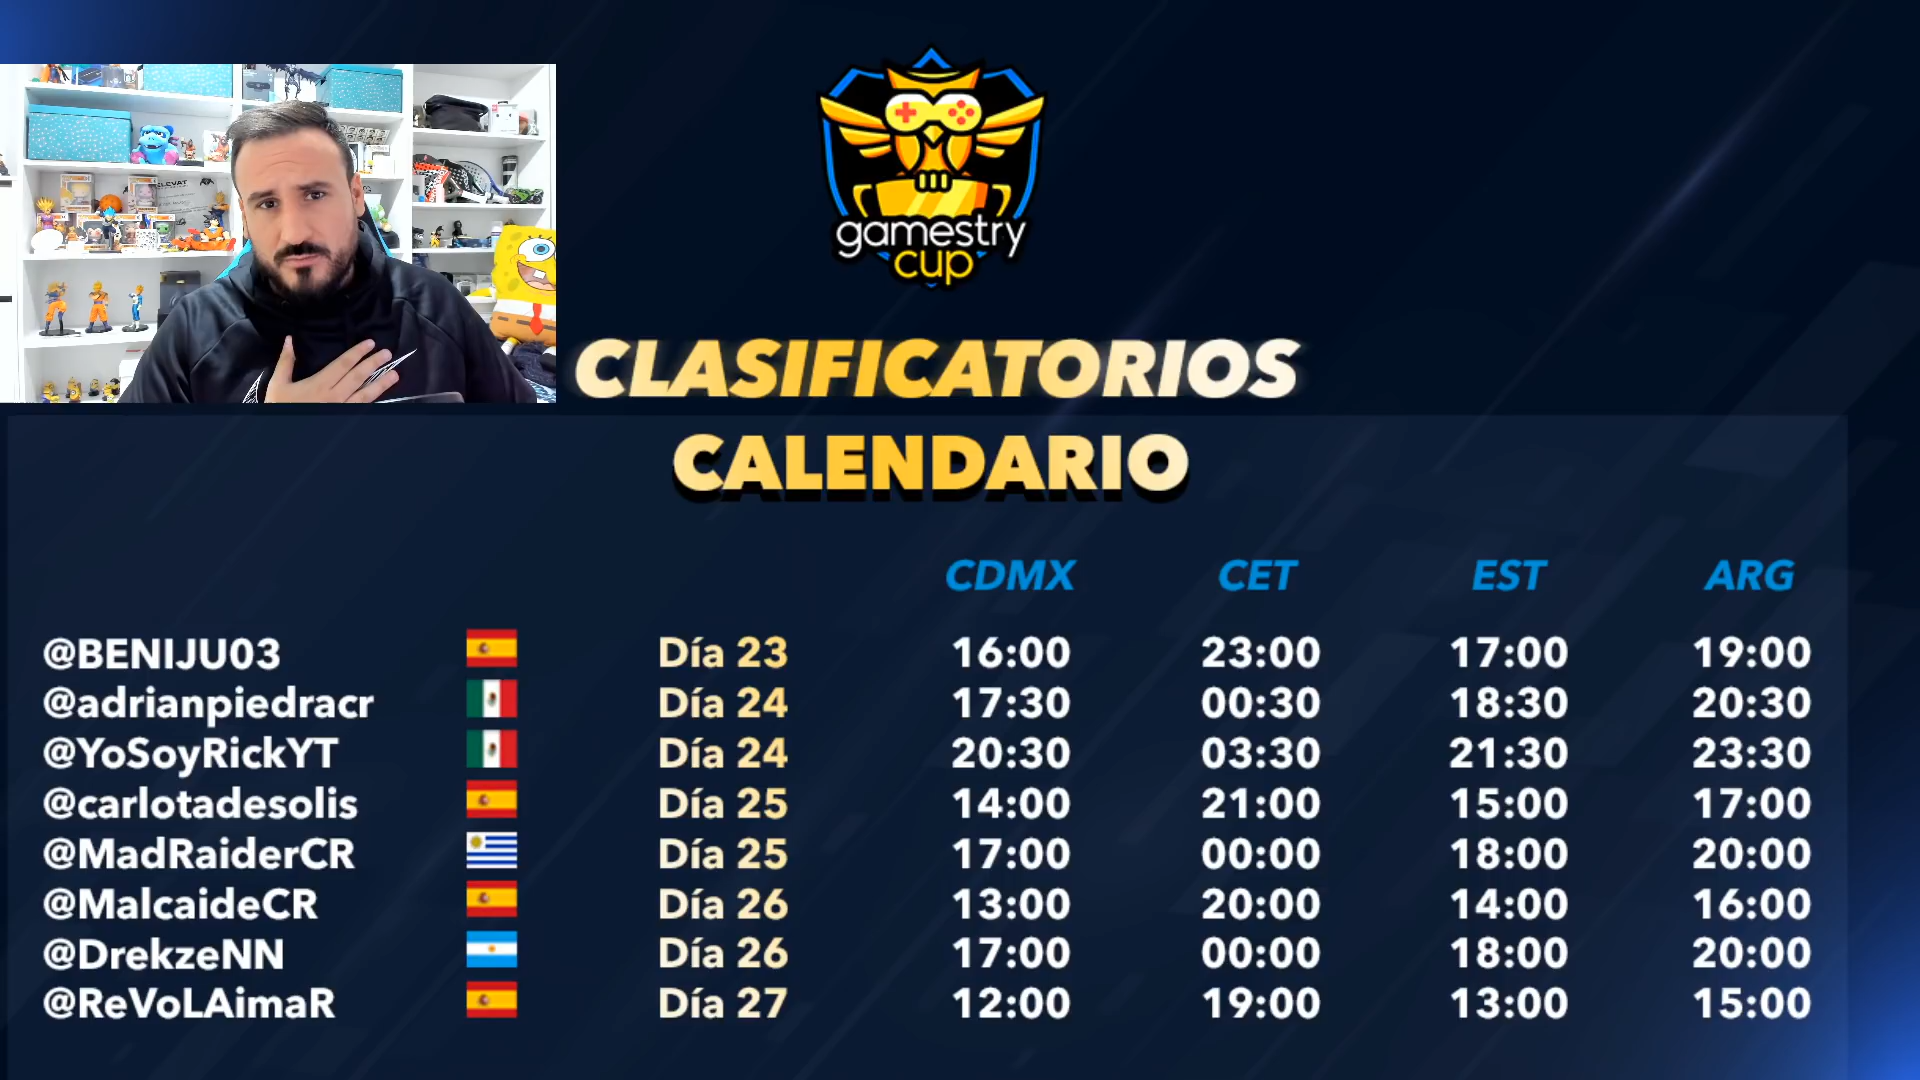 ELEVAT
gamestry
cup
CLASIFICATORIOS
CALENDARIO
CDMX CET EST ARG
@BENIJU03 Día 23 16:00 23:00 17:00 19:00
@adrianpiedracr Día 24 17:30 00:30 18:30 20:30
@YoSoyRickYT Día 24 20:30 03:30 21:30 23:30
@carlotadesolis Día 25 14:00 21:00 15:00 17:00
@MadRaiderCR Día 25 17:00 00:00 18:00 20:00
@MalcaideCR Día 26 13:00 20:00 14:00 16:00
@DrekzeNN Día 26 17:00 00:00 18:00 20:00
@ReVoLAimaR Día 27 12:00 19:00 13:00 15:00